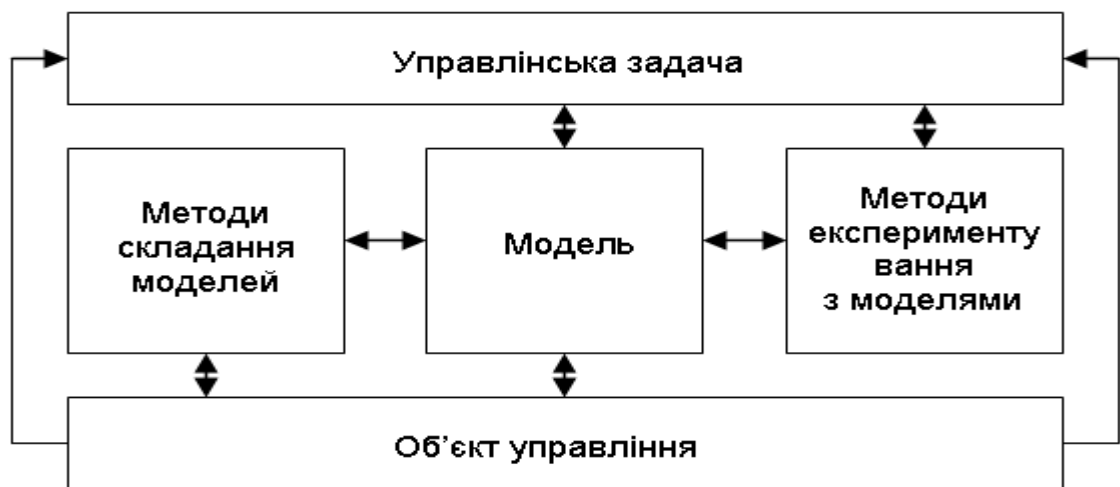 Управлінська задача
Методи
складання
моделей
Модель
Методи
експерименту
вання
з моделями
Об’єкт управління